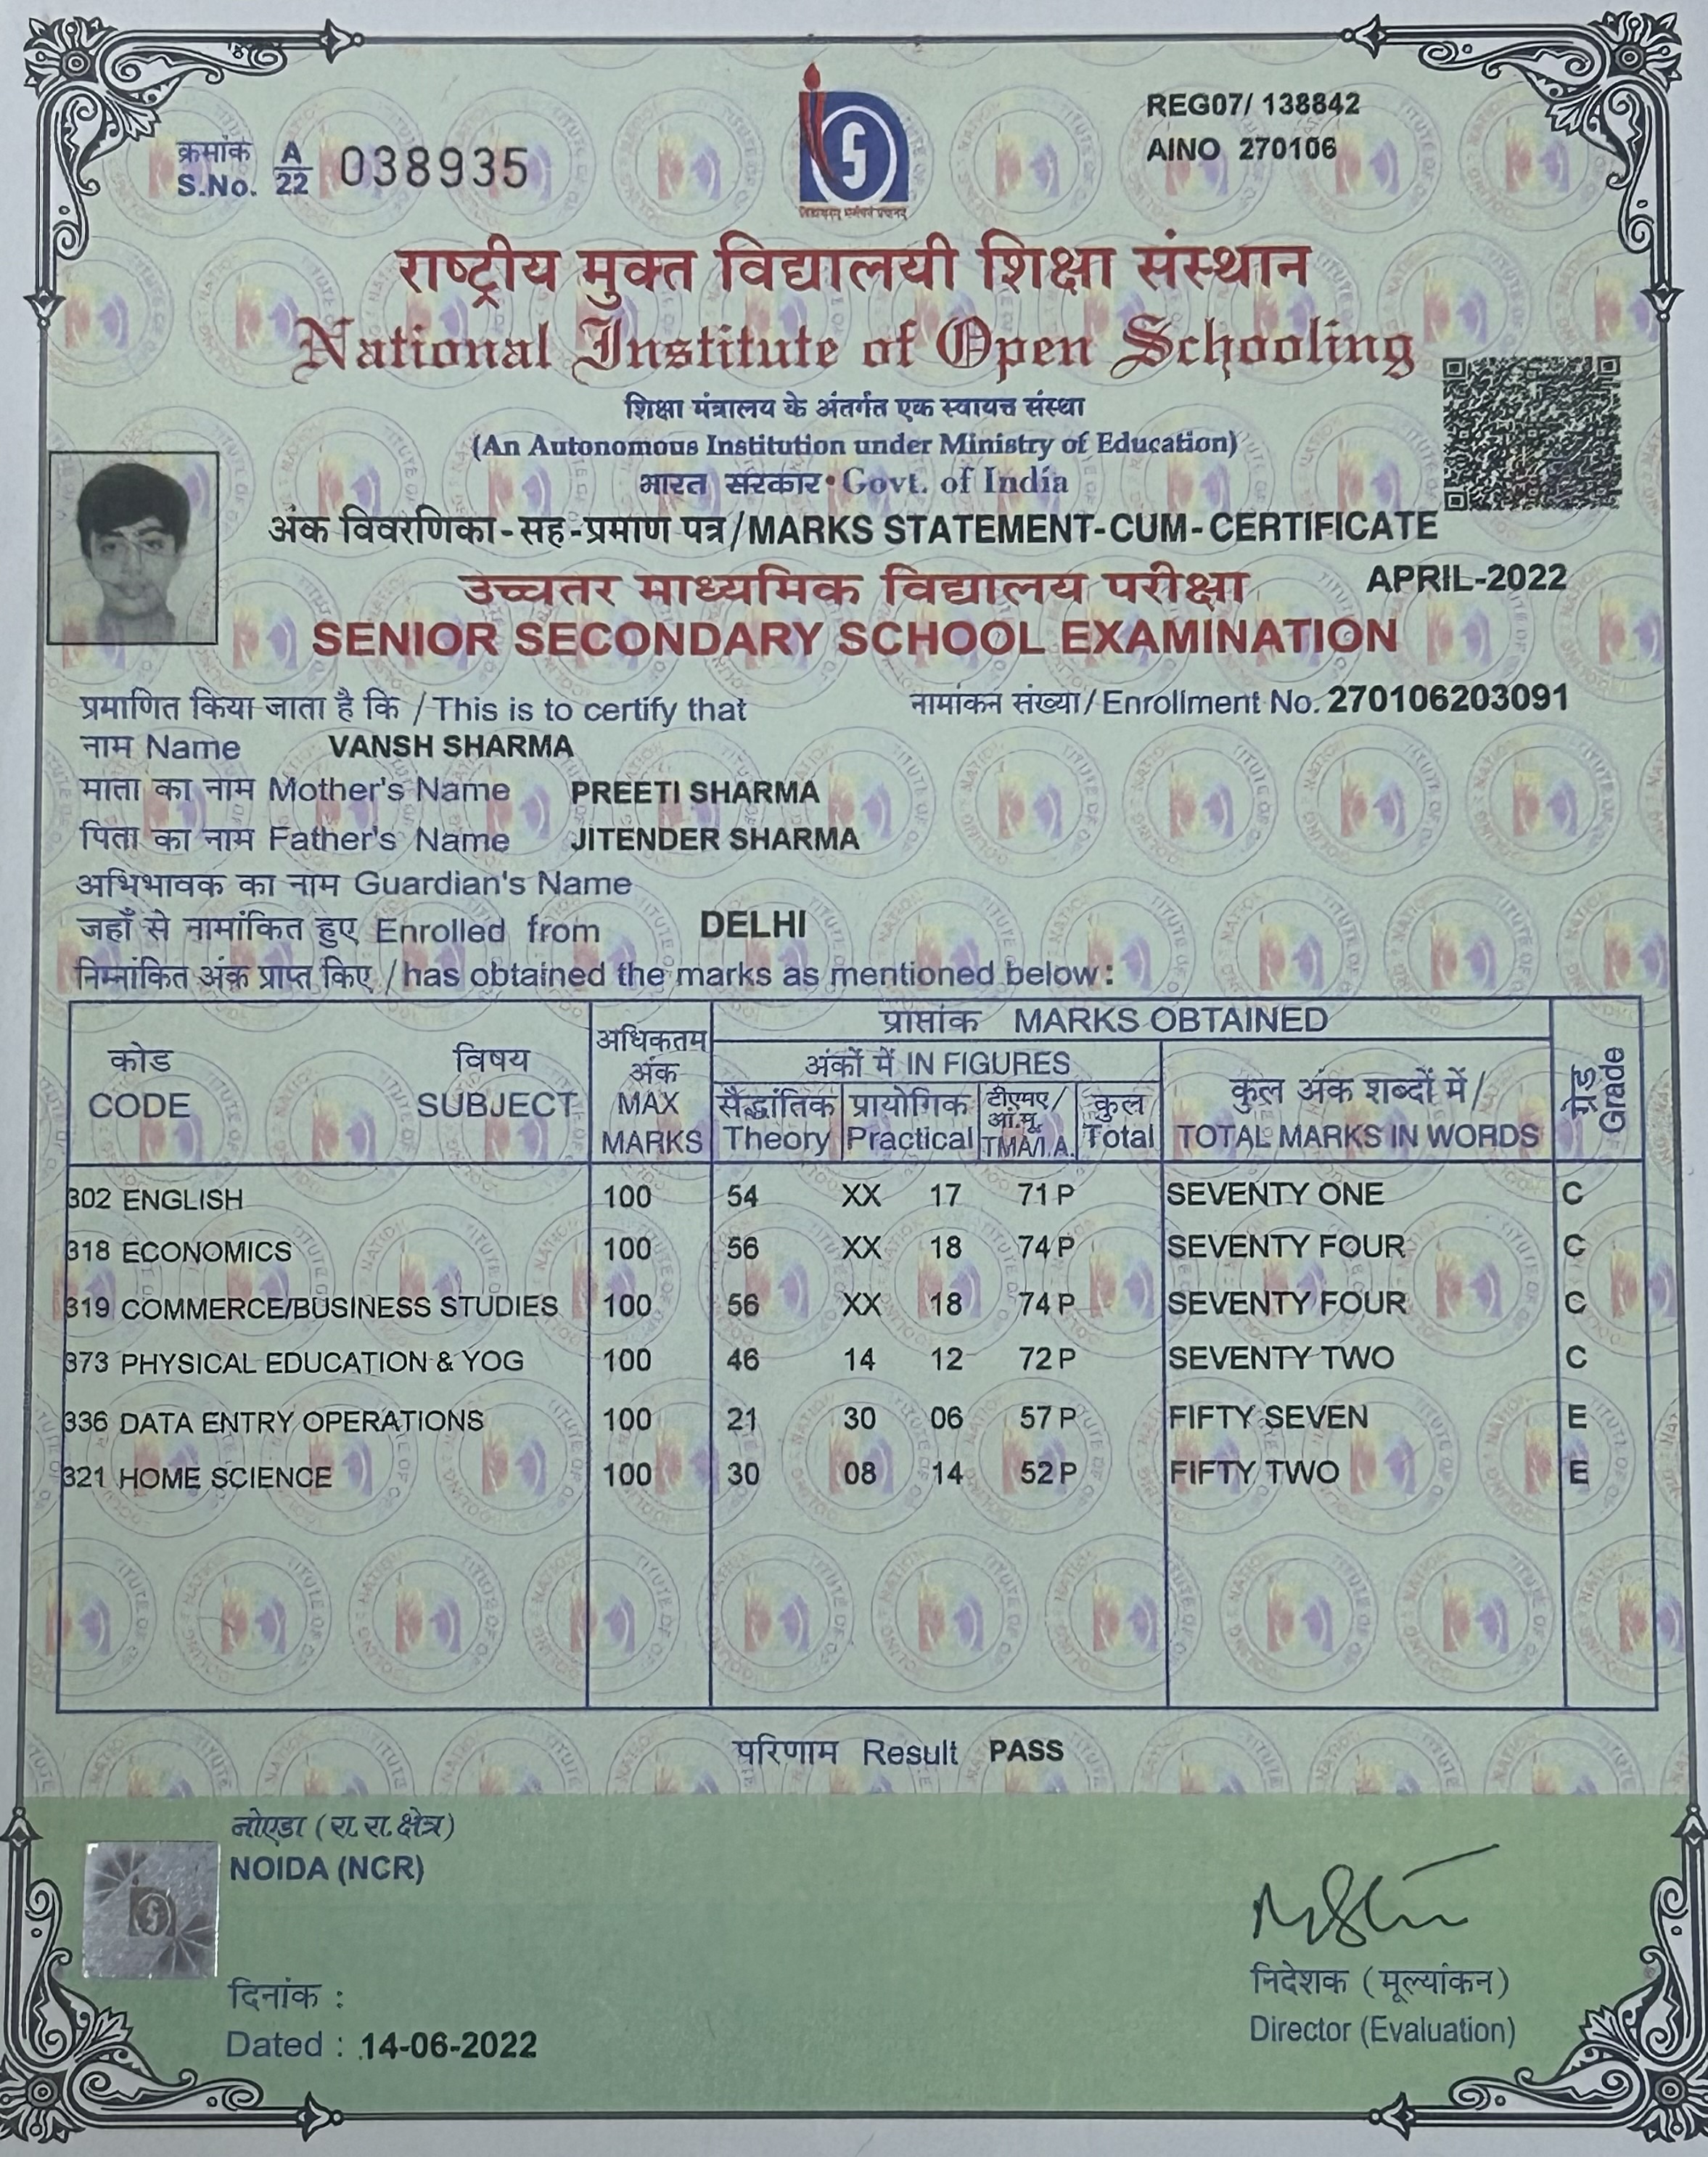 REG07/ 138842
AINO 270106
क्रमांक A
S.No. 22 038935
राष्ट्रीय मुक्त विद्यालयी शिक्षा संस्थान
National Institute of Open Schooling
शिक्षा मंत्रालय के अंतर्गत एक स्वायत्त संस्था
(An Autonomous Institution under Ministry of Education)
भारत सरकार • Govt. of India
अंक विवरणिका-सह-प्रमाण पत्र/MARKS STATEMENT-CUM-CERTIFICATE
उच्चतर माध्यमिक विद्यालय परीक्षा APRIL-2022
SENIOR SECONDARY SCHOOL EXAMINATION
प्रमाणित किया जाता है कि / This is to certify that नामांकन संख्या/ Enrollment No. 270106203091
नाम Name VANSH SHARMA
माता का नाम Mother's Name PREETI SHARMA
पिता का नाम Father's Name JITENDER SHARMA
अभिभावक का नाम Guardian's Name
जहाँ से नामांकित हुए Enrolled from DELHI
निम्नांकित अंक प्राप्त किए / has obtained the marks as mentioned below:
कोड विषय अधिकतम अंक प्राप्तांक MARKS OBTAINED ग्रेड
CODE SUBJECT MAX MARKS अंकों में IN FIGURES कुल अंक शब्दों में/ Grade
सैद्धांतिक प्रायोगिक टीएमए/आं.मू. कुल
Theory Practical TMA/I.A. Total TOTAL MARKS IN WORDS
302 ENGLISH 100 54 XX 17 71 P SEVENTY ONE C
318 ECONOMICS 100 56 XX 18 74 P SEVENTY FOUR C
319 COMMERCE/BUSINESS STUDIES 100 56 XX 18 74 P SEVENTY FOUR C
373 PHYSICAL EDUCATION & YOG 100 46 14 12 72 P SEVENTY TWO C
336 DATA ENTRY OPERATIONS 100 21 30 06 57 P FIFTY SEVEN E
321 HOME SCIENCE 100 30 08 14 52 P FIFTY TWO E
परिणाम Result PASS
नोएडा (रा.रा.क्षेत्र)
NOIDA (NCR)
दिनांक :
Dated : 14-06-2022
निदेशक (मूल्यांकन)
Director (Evaluation)